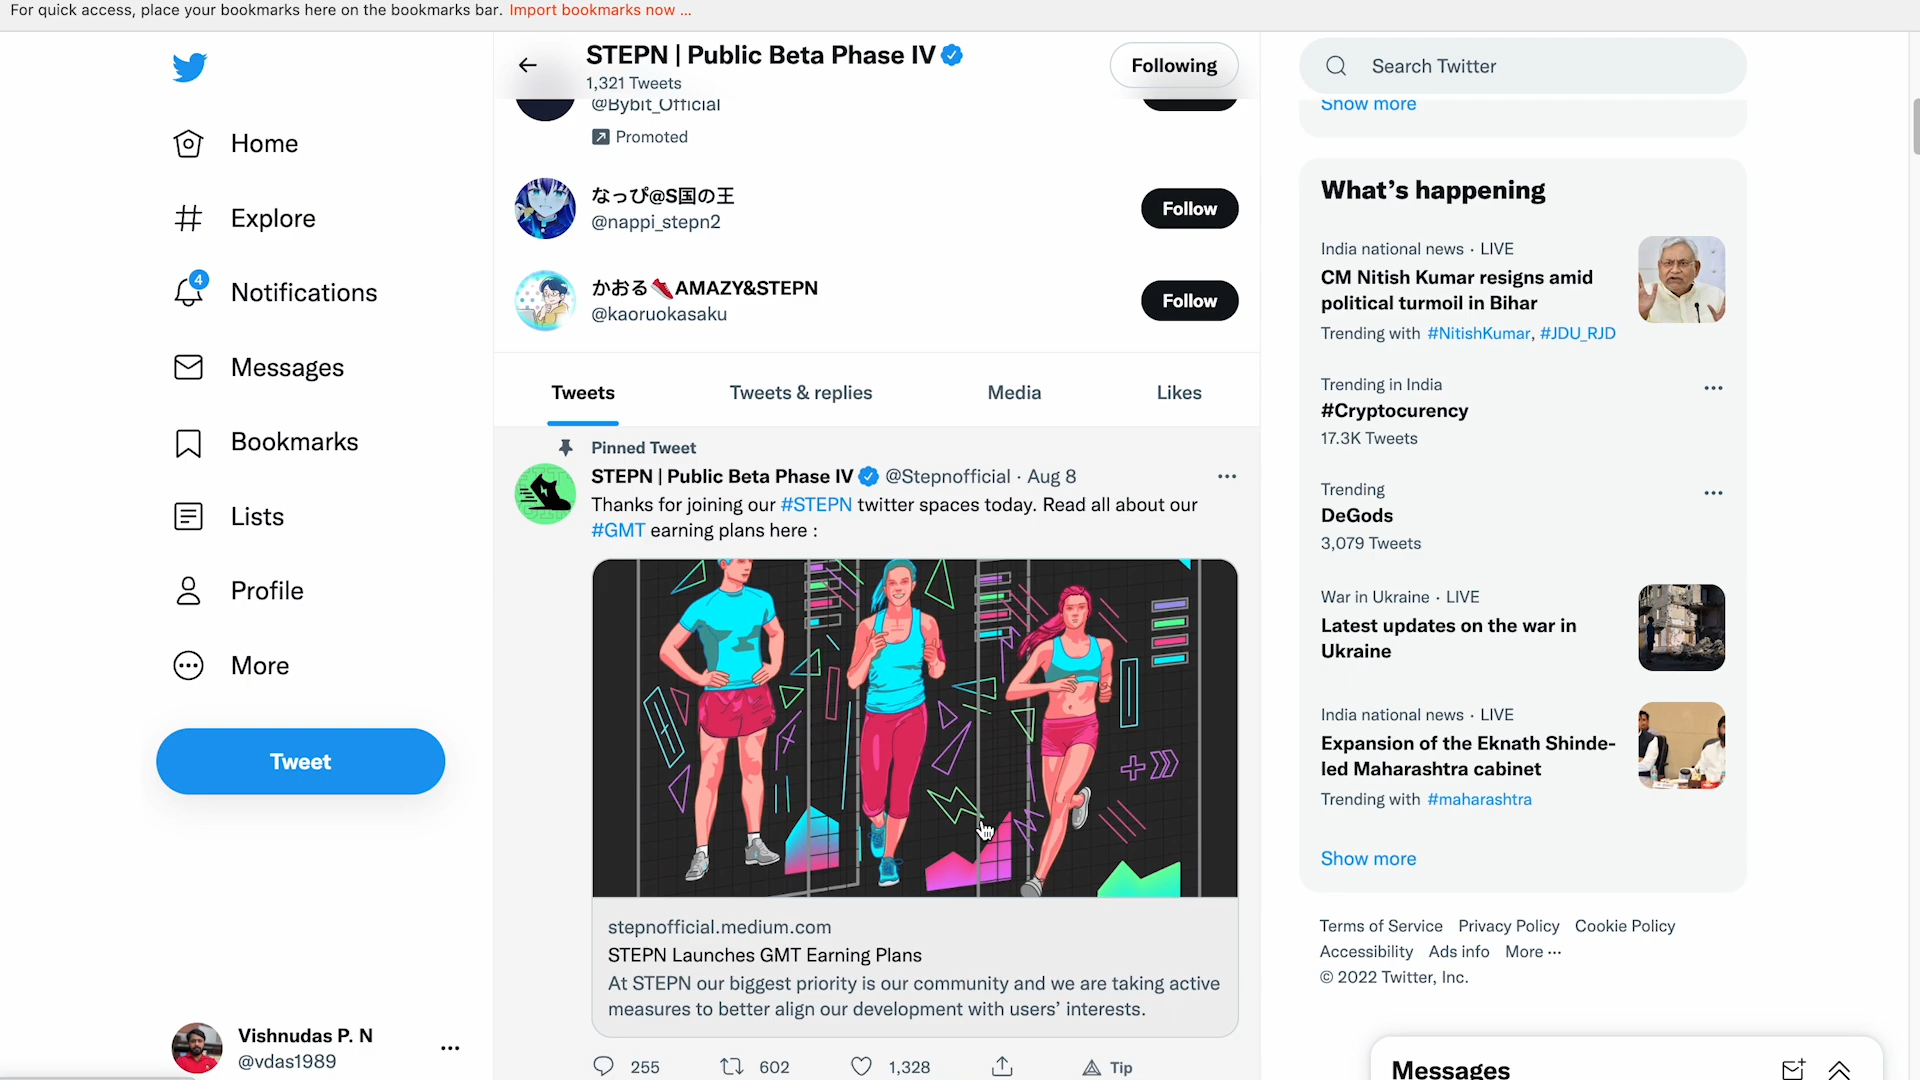 For quick access, place your bookmarks here on the bookmarks bar. Import bookmarks now ...
Home
Explore
4
Notifications
Messages
Bookmarks
Lists
Profile
More
Tweet
Vishnudas P. N
@vdas1989
STEPN | Public Beta Phase IV
1,321 Tweets
Following
@Bybit_Official
Promoted
なっぴ@S国の王
@nappi_stepn2
Follow
かおる👟AMAZY&STEPN
@kaoruokasaku
Follow
Tweets
Tweets & replies
Media
Likes
Pinned Tweet
STEPN | Public Beta Phase IV @Stepnofficial · Aug 8
Thanks for joining our #STEPN twitter spaces today. Read all about our
#GMT earning plans here :
stepnofficial.medium.com
STEPN Launches GMT Earning Plans
At STEPN our biggest priority is our community and we are taking active
measures to better align our development with users’ interests.
255
602
1,328
Tip
Search Twitter
Show more
What’s happening
India national news · LIVE
CM Nitish Kumar resigns amid
political turmoil in Bihar
Trending with #NitishKumar, #JDU_RJD
Trending in India
#Cryptocurency
17.3K Tweets
Trending
DeGods
3,079 Tweets
War in Ukraine · LIVE
Latest updates on the war in
Ukraine
India national news · LIVE
Expansion of the Eknath Shinde-
led Maharashtra cabinet
Trending with #maharashtra
Show more
Terms of Service Privacy Policy Cookie Policy
Accessibility Ads info More ···
© 2022 Twitter, Inc.
Messages